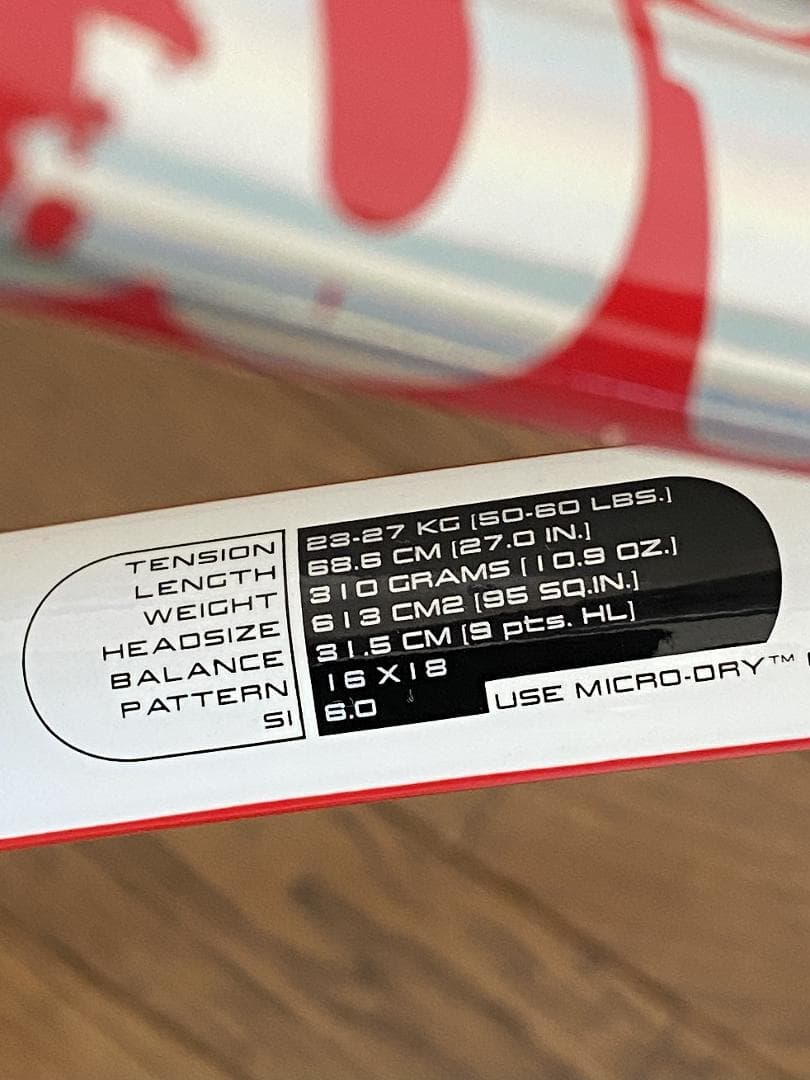 TENSION 23-27 KG [50-60 LBS.]
LENGTH 68.6 CM [27.0 IN.]
WEIGHT 310 GRAMS [10.9 OZ.]
HEADSIZE 613 CM2 [95 SQ.IN.]
BALANCE 31.5 CM [9 pts. HL]
PATTERN 16 X 18
SI 6.0
USE MICRO-DRY™